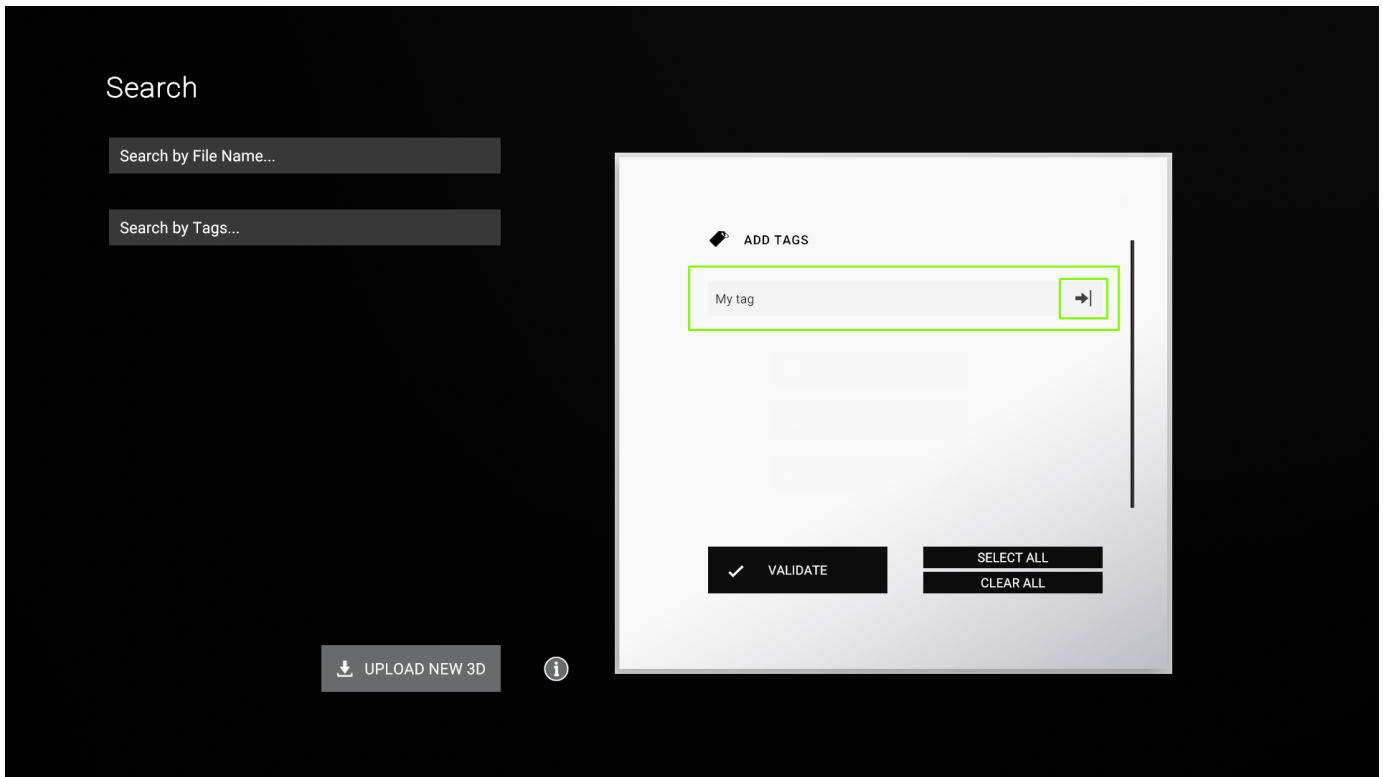 Search
Search by File Name...
Search by Tags...
ADD TAGS
My tag
VALIDATE
SELECT ALL
CLEAR ALL
UPLOAD NEW 3D
i